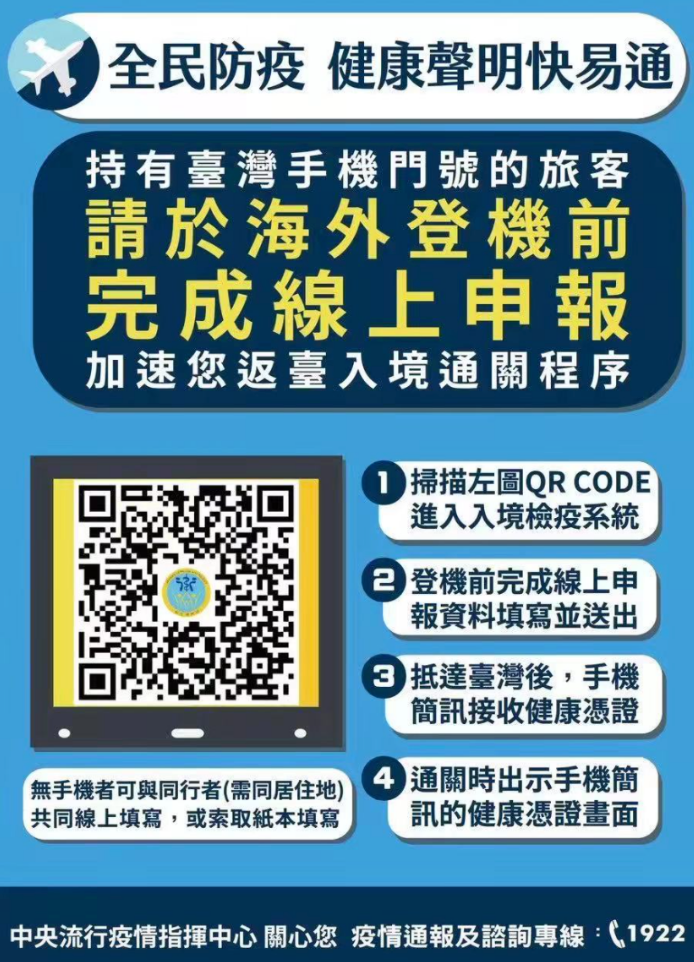 全民防疫 健康聲明快易通
持有臺灣手機門號的旅客
請於海外登機前
完成線上申報
加速您返臺入境通關程序
1 掃描左圖QR CODE
進入入境檢疫系統
2 登機前完成線上申
報資料填寫並送出
3 抵達臺灣後，手機
簡訊接收健康憑證
4 通關時出示手機簡
訊的健康憑證畫面
無手機者可與同行者(需同居住地)
共同線上填寫，或索取紙本填寫
中央流行疫情指揮中心 關心您 疫情通報及諮詢專線：1922